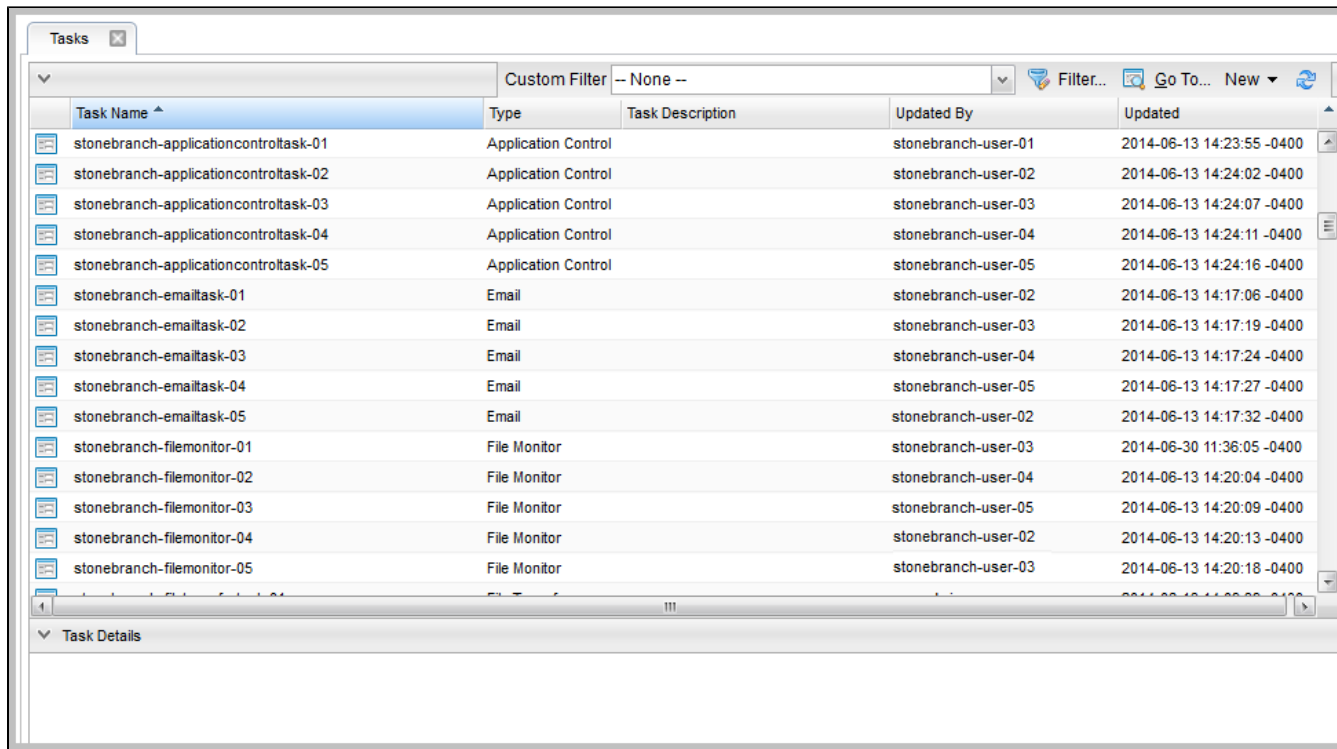 Tasks
Custom Filter -- None -- Filter... Go To... New
Task Name Type Task Description Updated By Updated
stonebranch-applicationcontroltask-01 Application Control stonebranch-user-01 2014-06-13 14:23:55 -0400
stonebranch-applicationcontroltask-02 Application Control stonebranch-user-02 2014-06-13 14:24:02 -0400
stonebranch-applicationcontroltask-03 Application Control stonebranch-user-03 2014-06-13 14:24:07 -0400
stonebranch-applicationcontroltask-04 Application Control stonebranch-user-04 2014-06-13 14:24:11 -0400
stonebranch-applicationcontroltask-05 Application Control stonebranch-user-05 2014-06-13 14:24:16 -0400
stonebranch-emailtask-01 Email stonebranch-user-02 2014-06-13 14:17:06 -0400
stonebranch-emailtask-02 Email stonebranch-user-03 2014-06-13 14:17:19 -0400
stonebranch-emailtask-03 Email stonebranch-user-04 2014-06-13 14:17:24 -0400
stonebranch-emailtask-04 Email stonebranch-user-05 2014-06-13 14:17:27 -0400
stonebranch-emailtask-05 Email stonebranch-user-02 2014-06-13 14:17:32 -0400
stonebranch-filemonitor-01 File Monitor stonebranch-user-03 2014-06-30 11:36:05 -0400
stonebranch-filemonitor-02 File Monitor stonebranch-user-04 2014-06-13 14:20:04 -0400
stonebranch-filemonitor-03 File Monitor stonebranch-user-05 2014-06-13 14:20:09 -0400
stonebranch-filemonitor-04 File Monitor stonebranch-user-02 2014-06-13 14:20:13 -0400
stonebranch-filemonitor-05 File Monitor stonebranch-user-03 2014-06-13 14:20:18 -0400
Task Details